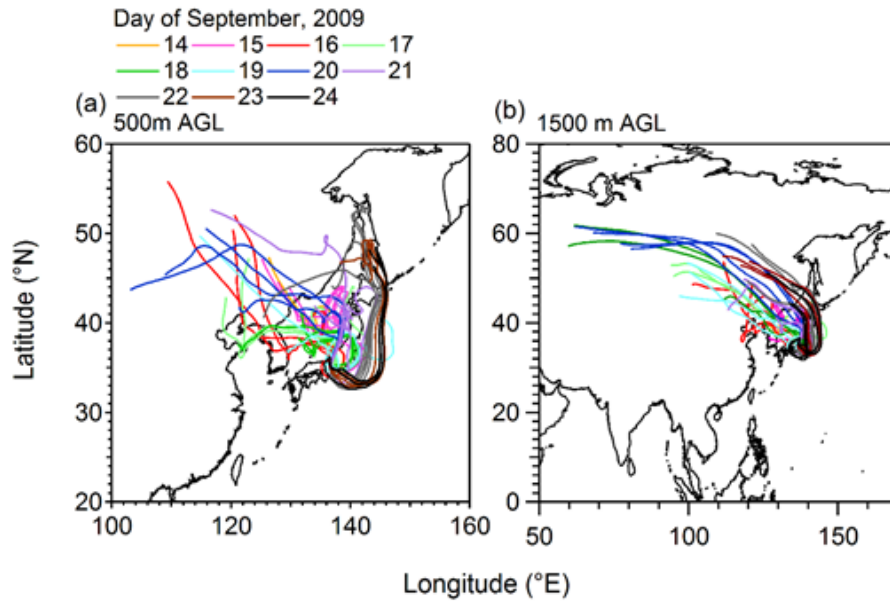 Day of September, 2009
14 15 16 17
18 19 20 21
22 23 24
(a)
500m AGL
(b)
1500 m AGL
60
50
40
30
20
100 120 140 160
80
60
40
20
0
50 100 150
Latitude (°N)
Longitude (°E)